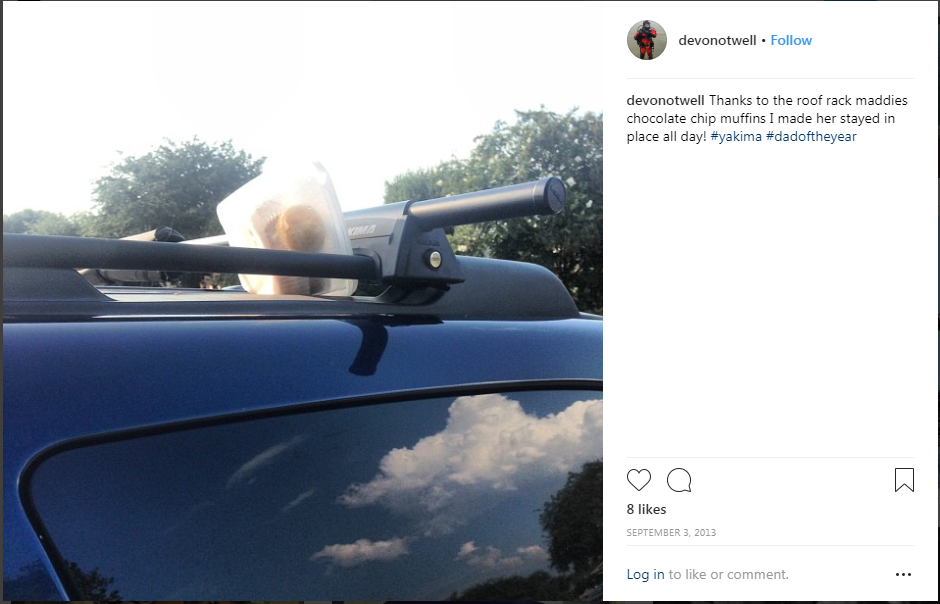 devonotwell • Follow
devonotwell Thanks to the roof rack maddies
chocolate chip muffins I made her stayed in
place all day! #yakima #dadoftheyear
YAKIMA
8 likes
SEPTEMBER 3, 2013
Log in to like or comment.